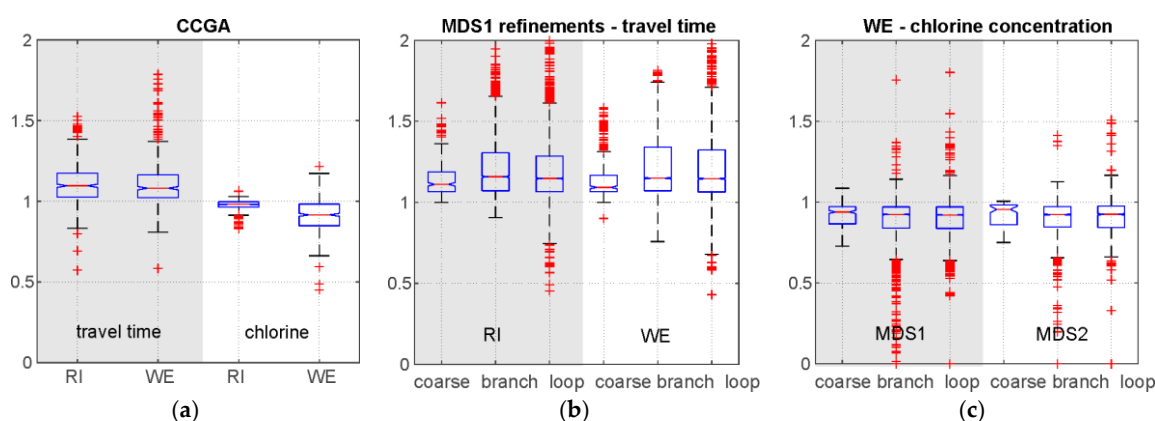 CCGA
2
1.5
1
0.5
0
travel time
chlorine
RI
WE
RI
WE
(a)
MDS1 refinements - travel time
2
1.5
1
0.5
0
RI
WE
coarse
branch
loop
coarse
branch
loop
(b)
WE - chlorine concentration
2
1.5
1
0.5
0
MDS1
MDS2
coarse
branch
loop
coarse
branch
loop
(c)